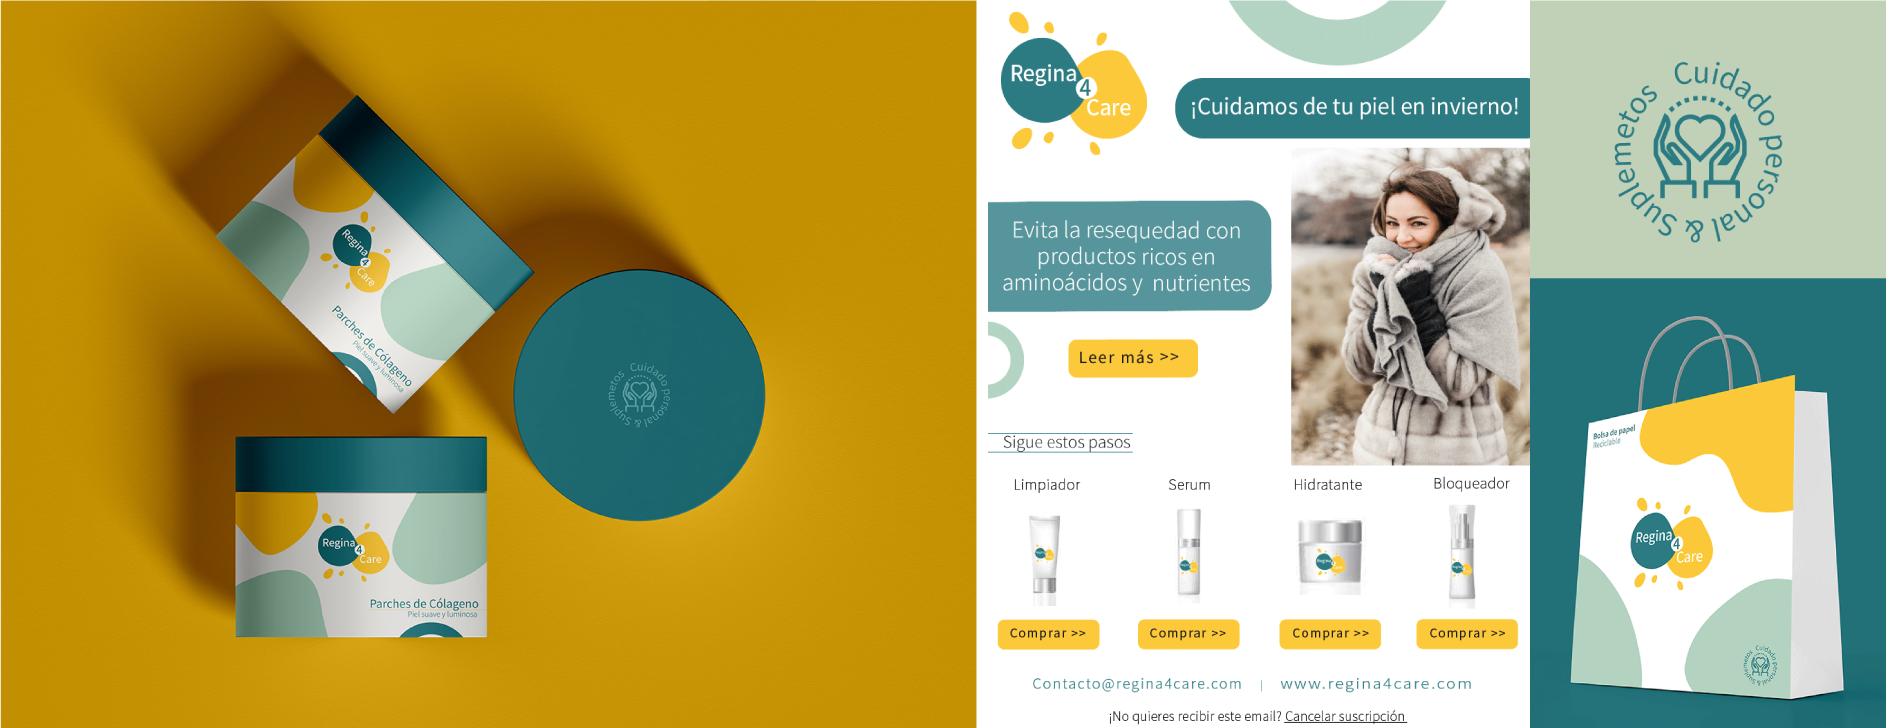 Regina
4
Care
Parches de Cólageno
Piel suave y luminosa
Cuidado personal & Suplemetos
Regina
4
Care
Parches de Cólageno
Piel suave y luminosa
Regina
4
Care
¡Cuidamos de tu piel en invierno!
Evita la resequedad con
productos ricos en
aminoácidos y nutrientes
Leer más >>
Sigue estos pasos
Limpiador
Serum
Hidratante
Bloqueador
Comprar >>
Comprar >>
Comprar >>
Comprar >>
Contacto@regina4care.com | www.regina4care.com
¡No quieres recibir este email? Cancelar suscripción
Cuidado personal & Suplemetos
Bolsa de papel
Reciclable
Regina
4
Care
Cuidado personal & Suplemetos